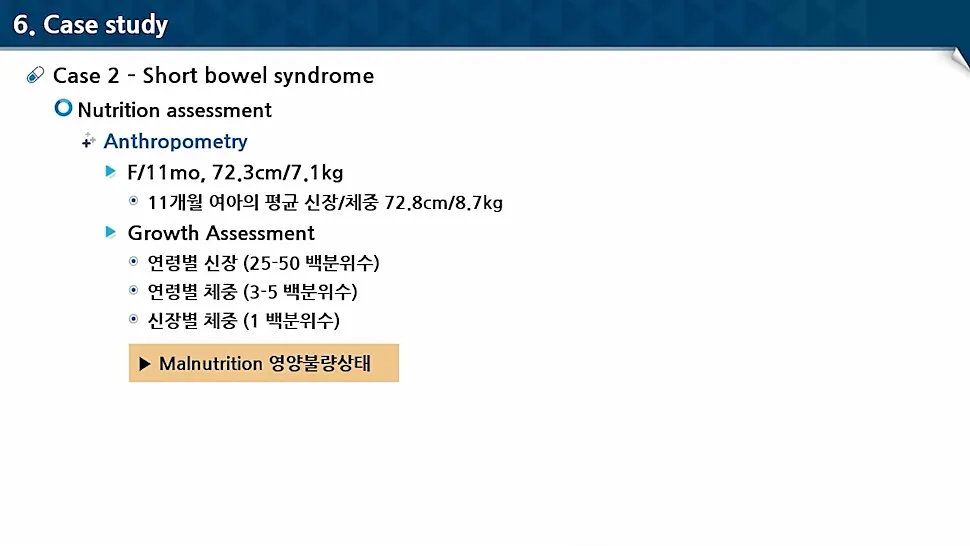 6. Case study
Case 2 - Short bowel syndrome
Nutrition assessment
Anthropometry
F/11mo, 72.3cm/7.1kg
11개월 여아의 평균 신장/체중 72.8cm/8.7kg
Growth Assessment
연령별 신장 (25-50 백분위수)
연령별 체중 (3-5 백분위수)
신장별 체중 (1 백분위수)
▶ Malnutrition 영양불량상태